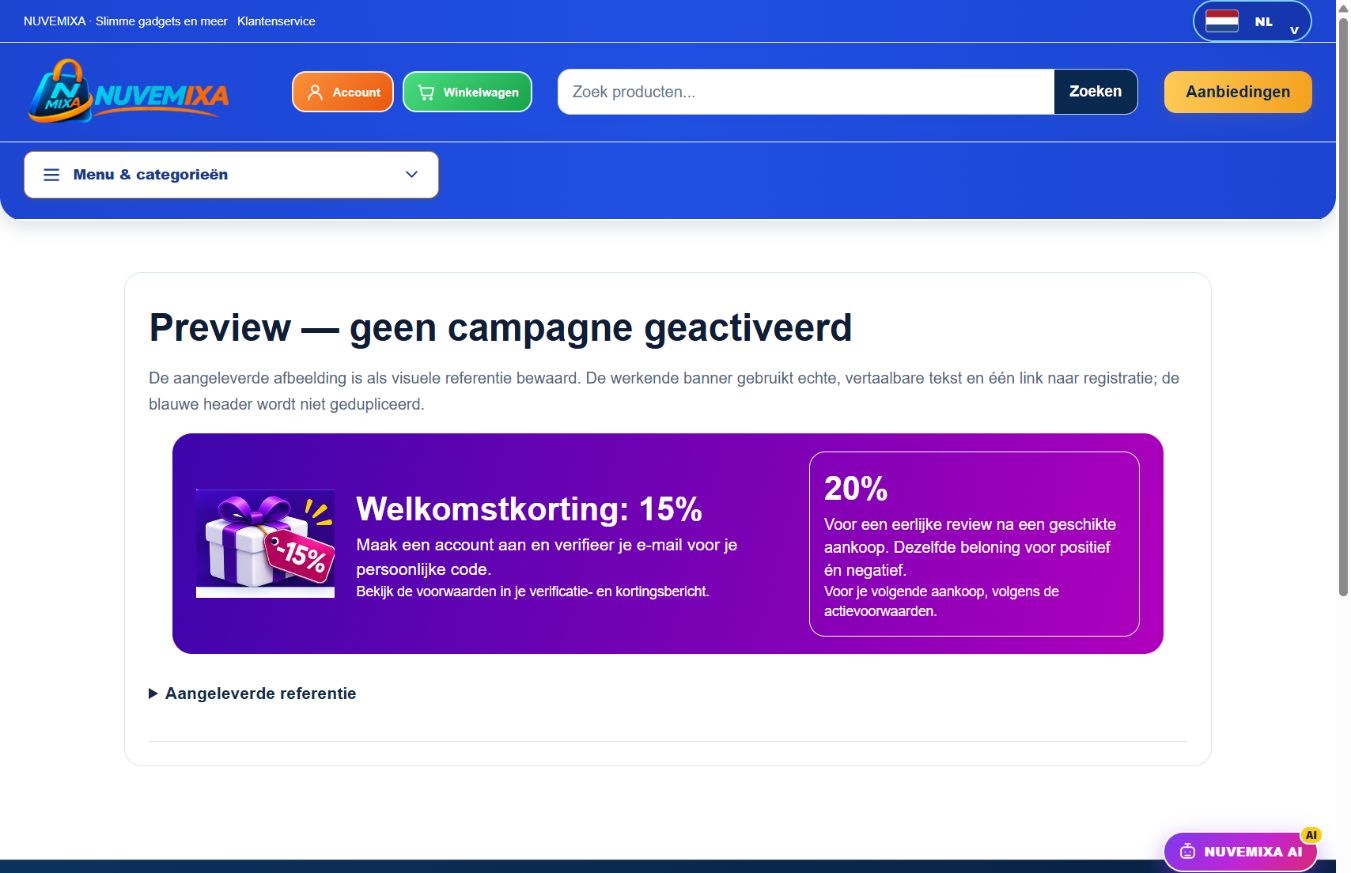 NUVEMIXA · Slimme gadgets en meer Klantenservice
NL
v
N
MIXA
NUVEMIXA
Account
Winkelwagen
Zoek producten...
Zoeken
Aanbiedingen
Menu & categorieën
Preview — geen campagne geactiveerd
De aangeleverde afbeelding is als visuele referentie bewaard. De werkende banner gebruikt echte, vertaalbare tekst en één link naar registratie; de
blauwe header wordt niet gedupliceerd.
-15%
Welkomstkorting: 15%
Maak een account aan en verifieer je e-mail voor je
persoonlijke code.
Bekijk de voorwaarden in je verificatie- en kortingsbericht.
20%
Voor een eerlijke review na een geschikte
aankoop. Dezelfde beloning voor positief
én negatief.
Voor je volgende aankoop, volgens de
actievoorwaarden.
Aangeleverde referentie
AI
NUVEMIXA AI